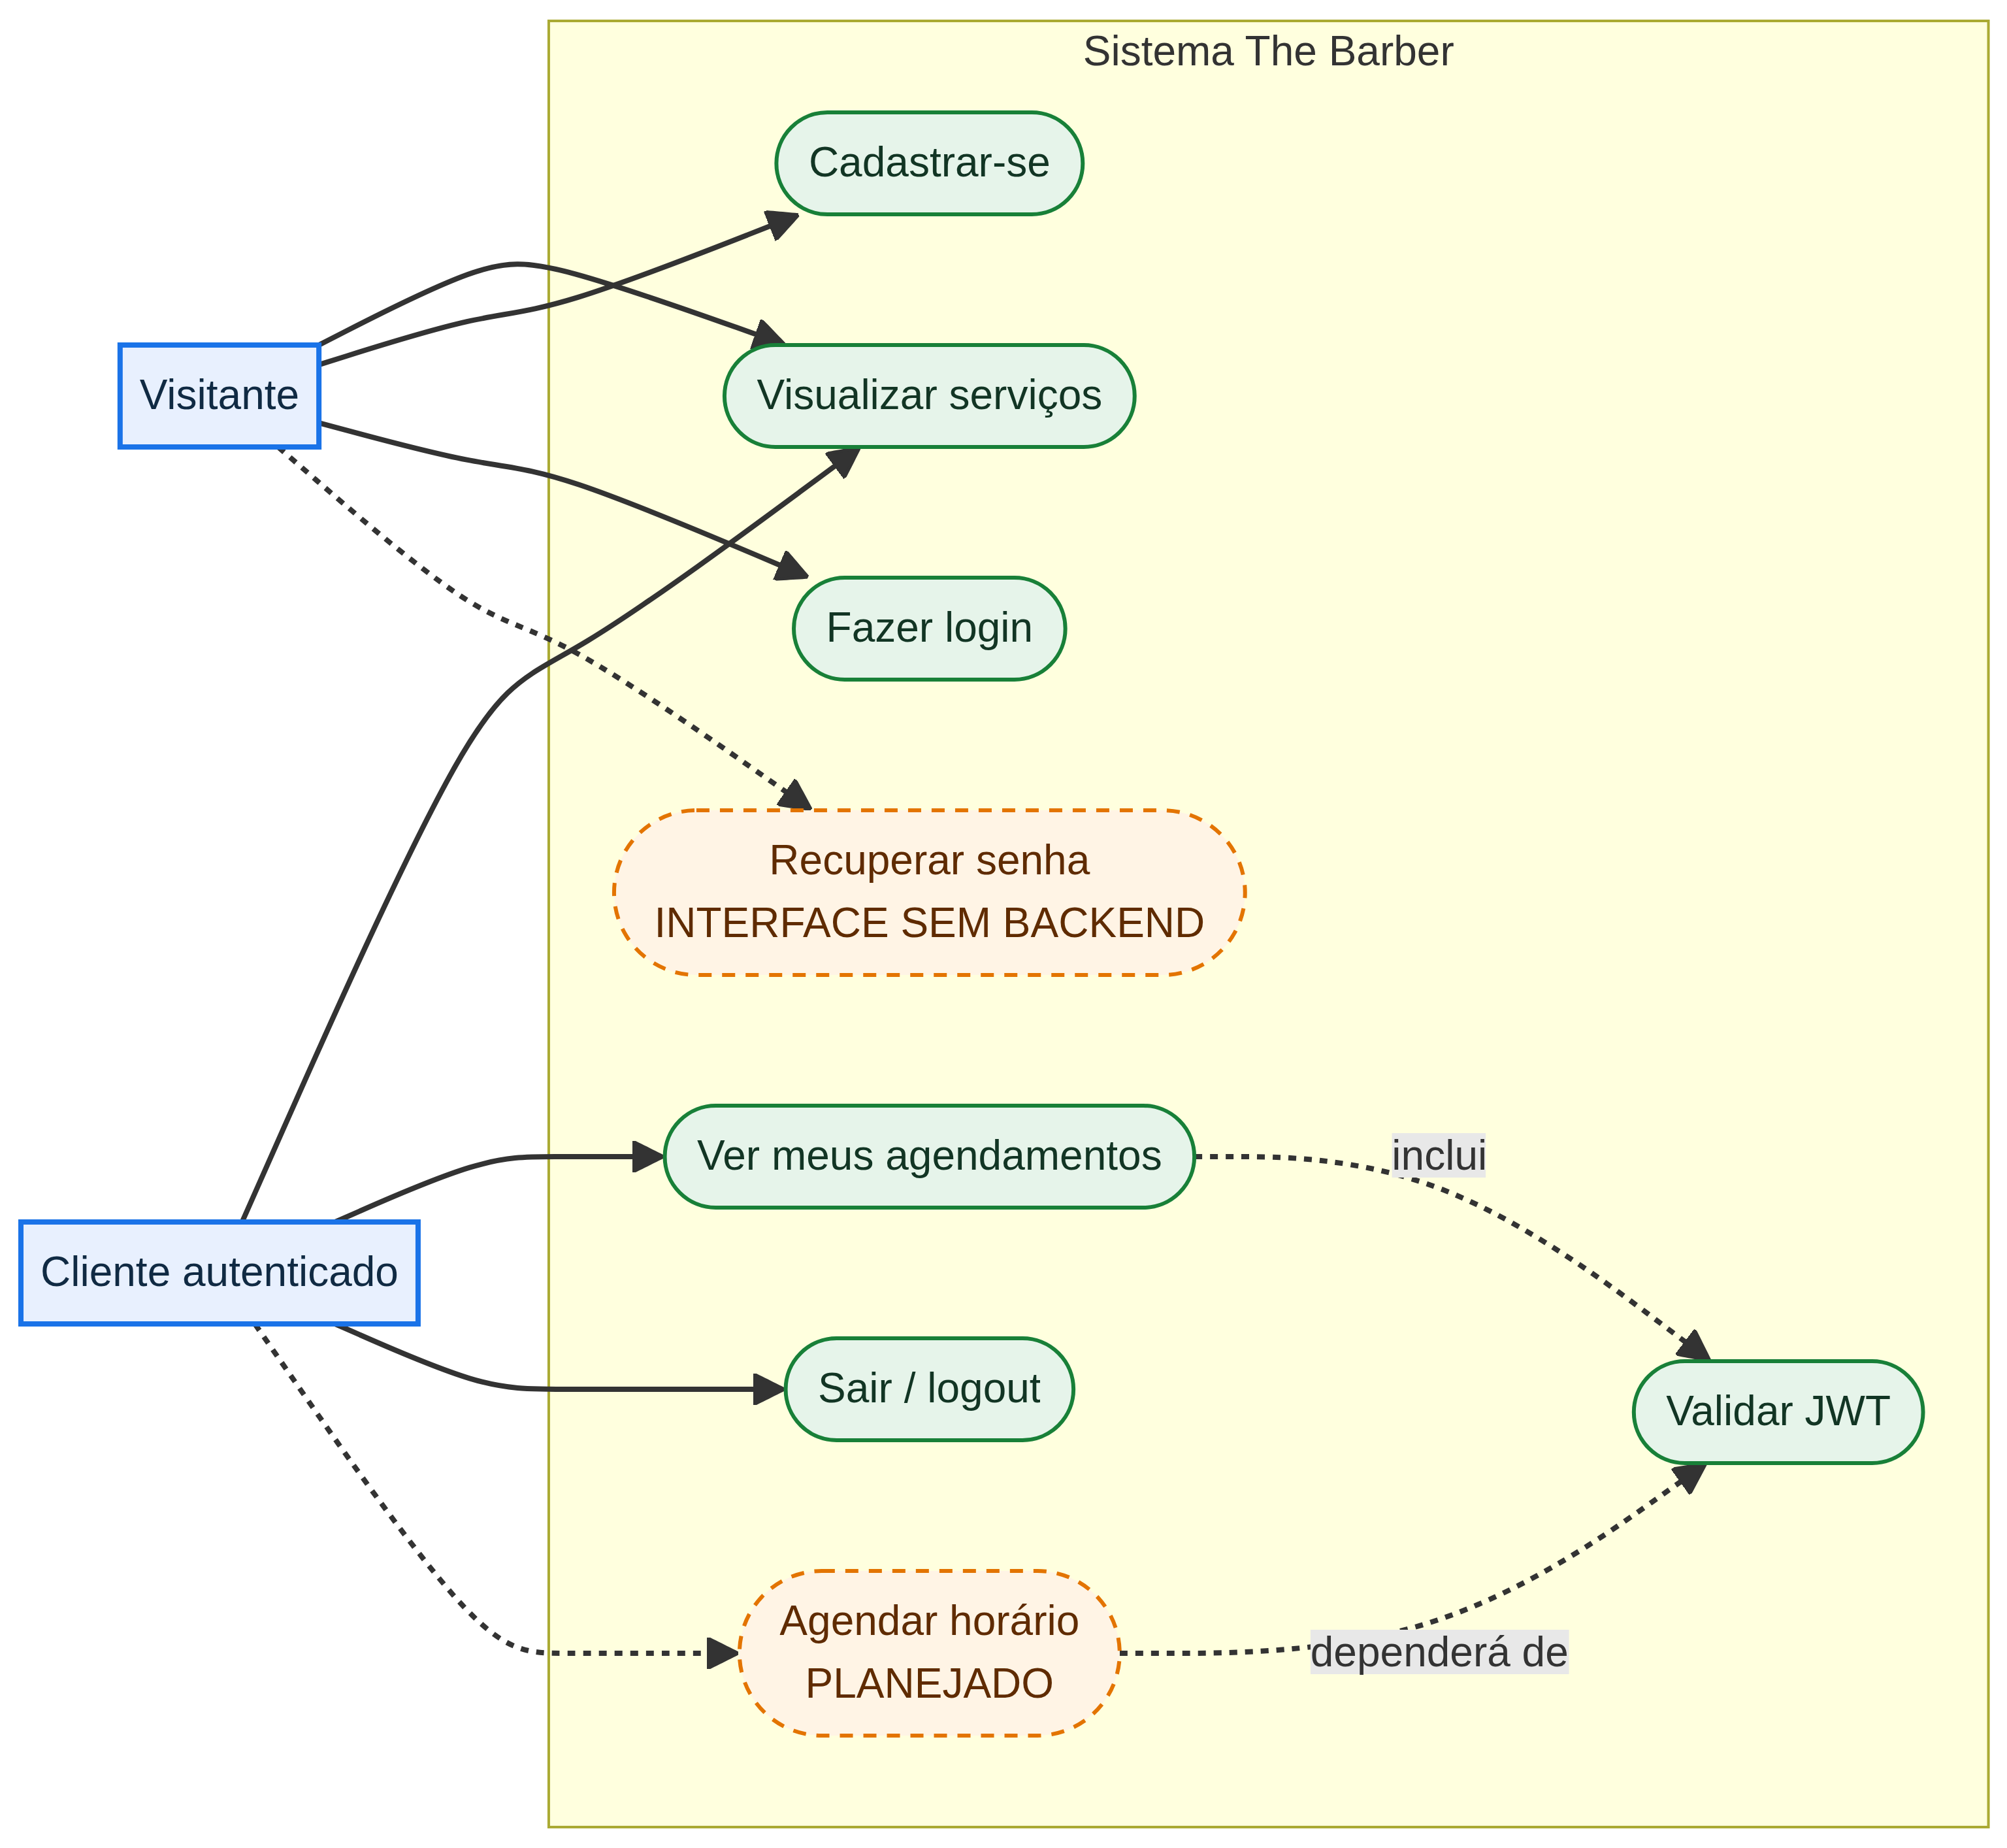 Sistema The Barber
Cadastrar-se
Visitante
Visualizar serviços
Fazer login
Recuperar senha
INTERFACE SEM BACKEND
Ver meus agendamentos
inclui
Cliente autenticado
Sair / logout
Validar JWT
Agendar horário
PLANEJADO
dependerá de